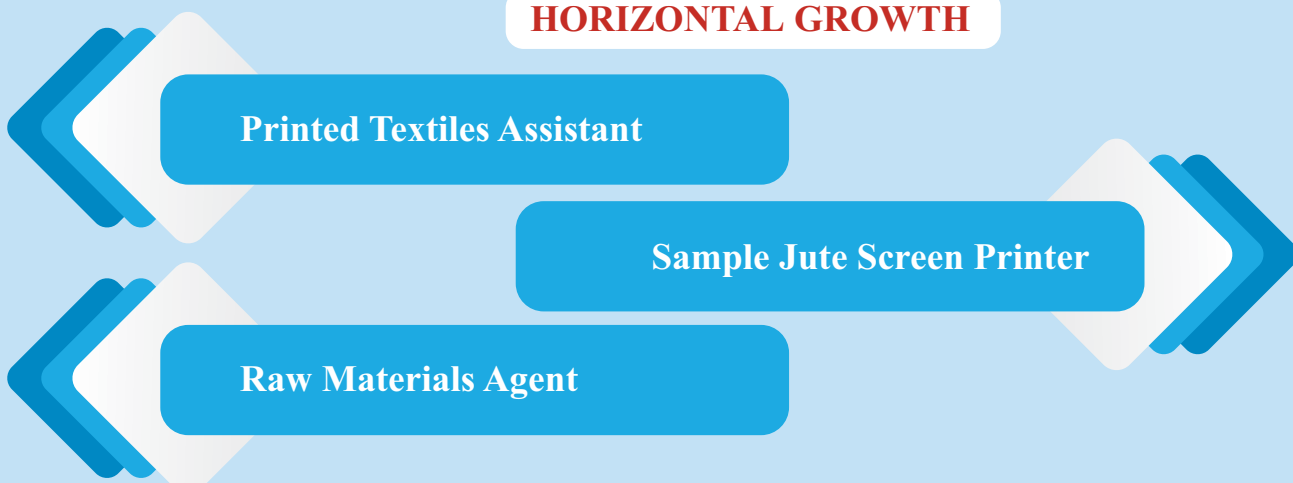 HORIZONTAL GROWTH
Printed Textiles Assistant
Sample Jute Screen Printer
Raw Materials Agent